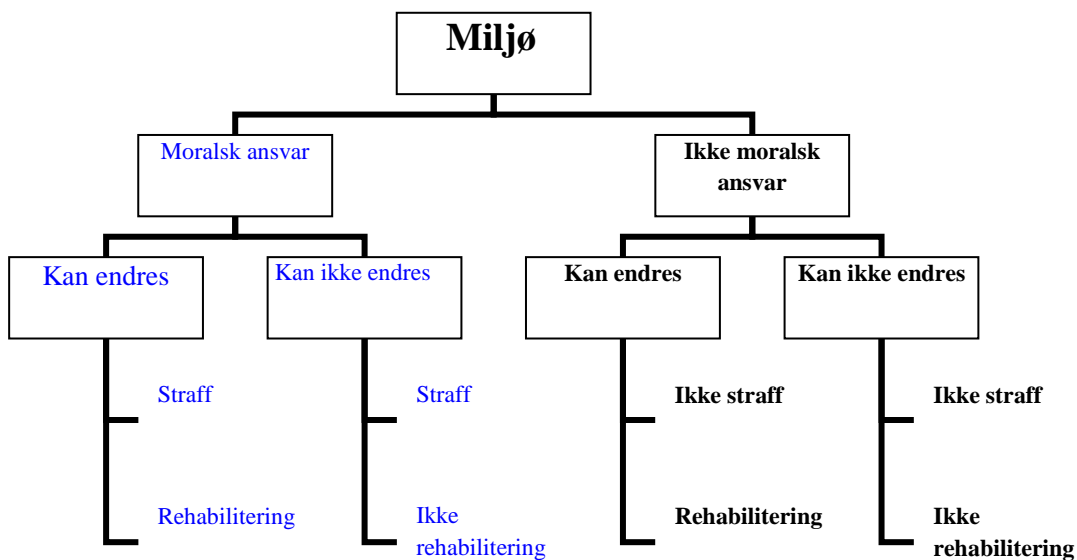 Miljø
Moralsk ansvar
Ikke moralsk
ansvar
Kan endres
Kan ikke endres
Kan endres
Kan ikke endres
Straff
Straff
Ikke straff
Ikke straff
Rehabilitering
Ikke
rehabilitering
Rehabilitering
Ikke
rehabilitering